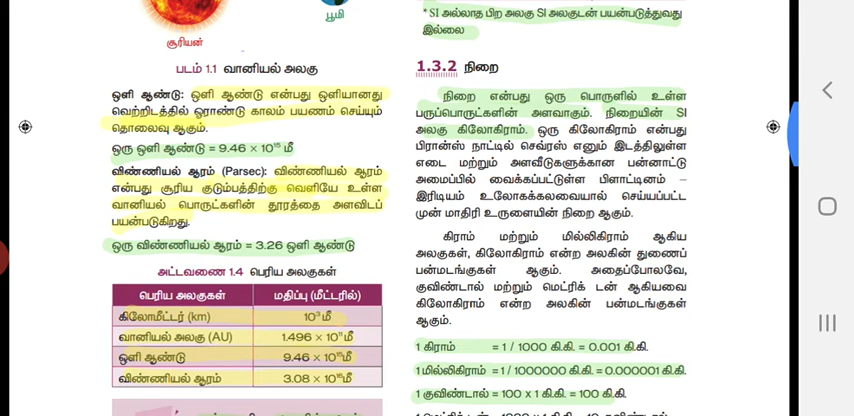 சூரியன்
பூமி
படம் 1.1 வானியல் அலகு
ஒளி ஆண்டு: ஒளி ஆண்டு என்பது ஒளியானது
வெற்றிடத்தில் ஓராண்டு காலம் பயணம் செய்யும்
தொலைவு ஆகும்.
ஒரு ஒளி ஆண்டு = 9.46 × 10¹⁵ மீ
விண்ணியல் ஆரம் (Parsec): விண்ணியல் ஆரம்
என்பது சூரிய குடும்பத்திற்கு வெளியே உள்ள
வானியல் பொருட்களின் தூரத்தை அளவிடப்
பயன்படுகிறது.
ஒரு விண்ணியல் ஆரம் = 3.26 ஒளி ஆண்டு
அட்டவணை 1.4 பெரிய அலகுகள்
பெரிய அலகுகள் மதிப்பு (மீட்டரில்)
கிலோமீட்டர் (km) 10³ மீ
வானியல் அலகு (AU) 1.496 × 10¹¹ மீ
ஒளி ஆண்டு 9.46 × 10¹⁵ மீ
விண்ணியல் ஆரம் 3.08 × 10¹⁶ மீ
* SI அல்லாத பிற அலகு SI அலகுடன் பயன்படுத்துவது
இல்லை
1.3.2 நிறை
நிறை என்பது ஒரு பொருளில் உள்ள
பருப்பொருட்களின் அளவாகும். நிறையின் SI
அலகு கிலோகிராம். ஒரு கிலோகிராம் என்பது
பிரான்ஸ் நாட்டில் செவ்ரஸ் எனும் இடத்திலுள்ள
எடை மற்றும் அளவீடுகளுக்கான பன்னாட்டு
அமைப்பில் வைக்கப்பட்டுள்ள பிளாட்டினம் –
இரிடியம் உலோகக்கலவையால் செய்யப்பட்ட
முன் மாதிரி உருளையின் நிறை ஆகும்.
கிராம் மற்றும் மில்லிகிராம் ஆகிய
அலகுகள், கிலோகிராம் என்ற அலகின் துணைப்
பன்மடங்குகள் ஆகும். அதைப்போலவே,
குவிண்டால் மற்றும் மெட்ரிக் டன் ஆகியவை
கிலோகிராம் என்ற அலகின் பன்மடங்குகள்
ஆகும்.
1 கிராம் = 1 / 1000 கி.கி. = 0.001 கி.கி.
1 மில்லிகிராம் = 1 / 1000000 கி.கி. = 0.000001 கி.கி.
1 குவிண்டால் = 100 x 1 கி.கி. = 100 கி.கி.